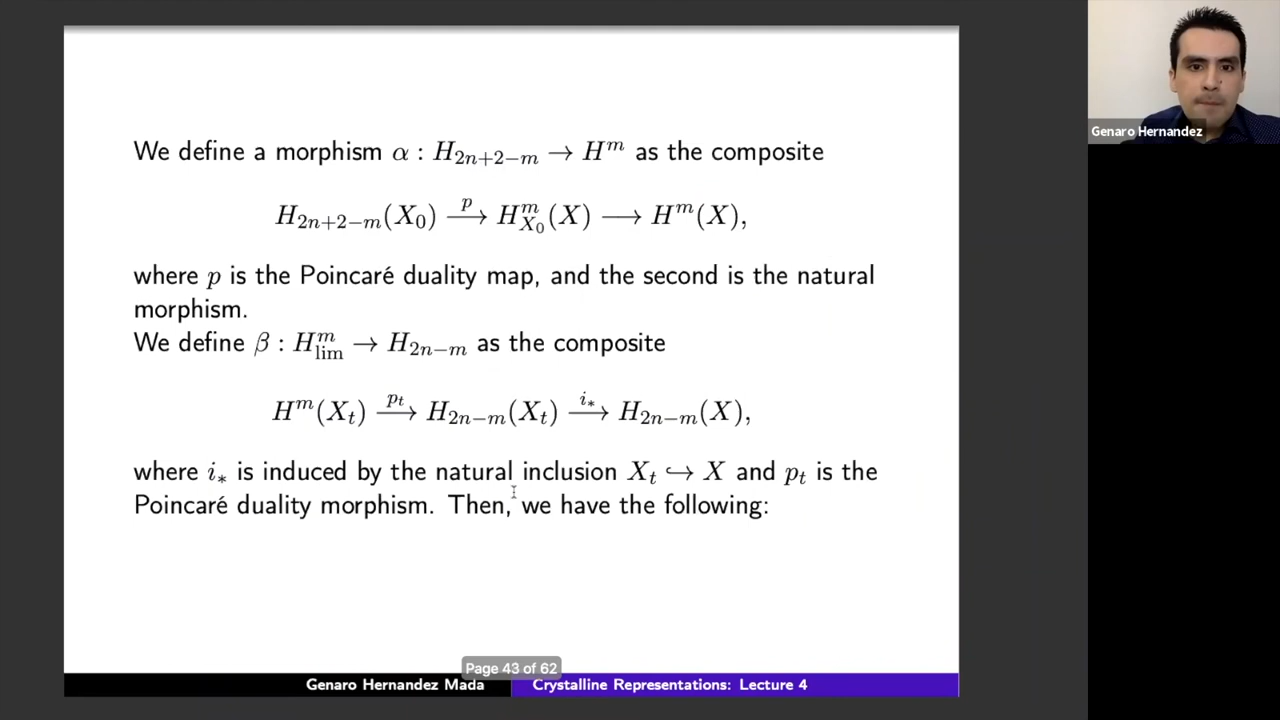 Genaro Hernandez
We define a morphism α : H_{2n+2−m} → H^m as the composite
H_{2n+2−m}(X_0) \xrightarrow{p} H^m_{X_0}(X) ⟶ H^m(X),
where p is the Poincaré duality map, and the second is the natural
morphism.
We define β : H^m_{lim} → H_{2n−m} as the composite
H^m(X_t) \xrightarrow{p_t} H_{2n−m}(X_t) \xrightarrow{i_*} H_{2n−m}(X),
where i_* is induced by the natural inclusion X_t ↪ X and p_t is the
Poincaré duality morphism. Then, we have the following:
Page 43 of 62
Genaro Hernandez Mada Crystalline Representations: Lecture 4